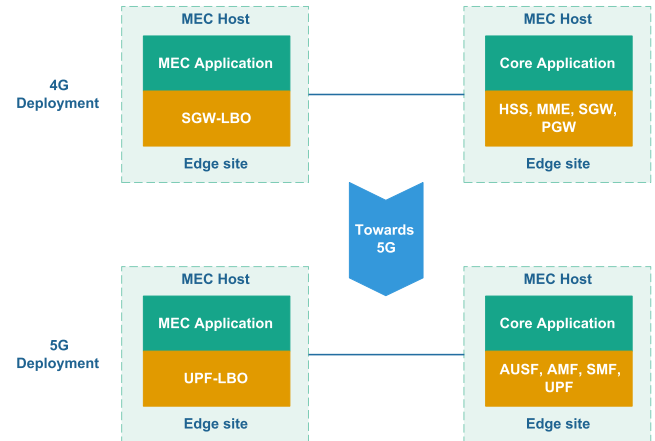 MEC Host
MEC Host
4G
Deployment
MEC Application
SGW-LBO
Edge site
Core Application
HSS, MME, SGW,
PGW
Edge site
Towards
5G
MEC Host
MEC Host
5G
Deployment
MEC Application
UPF-LBO
Edge site
Core Application
AUSF, AMF, SMF,
UPF
Edge site